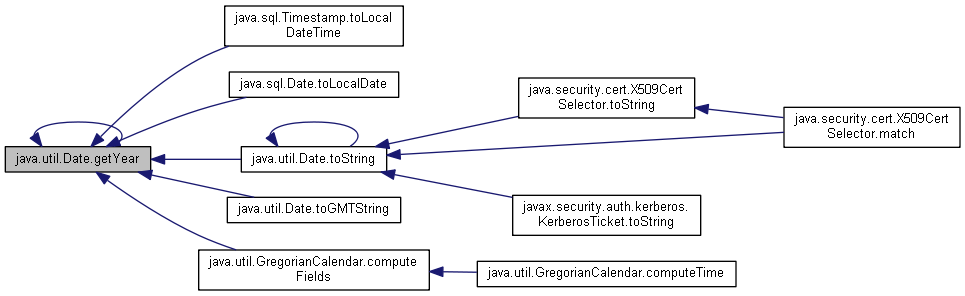 java.sql.Timestamp.toLocal
DateTime
java.sql.Date.toLocalDate
java.security.cert.X509Cert
Selector.toString
java.security.cert.X509Cert
Selector.match
java.util.Date.getYear
java.util.Date.toString
java.util.Date.toGMTString
javax.security.auth.kerberos.
KerberosTicket.toString
java.util.GregorianCalendar.compute
Fields
java.util.GregorianCalendar.computeTime